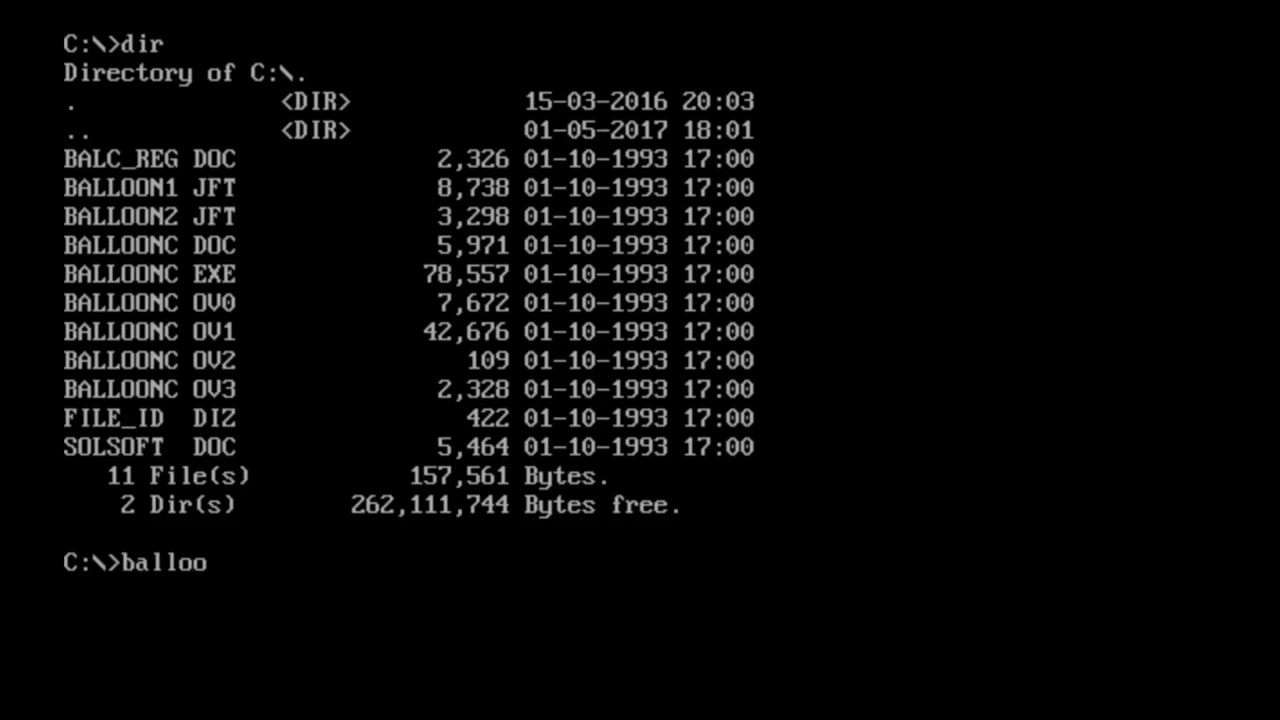 C:\>dir
Directory of C:\.
. <DIR> 15-03-2016 20:03
.. <DIR> 01-05-2017 18:01
BALC_REG DOC 2,326 01-10-1993 17:00
BALLOON1 JFT 8,738 01-10-1993 17:00
BALLOON2 JFT 3,298 01-10-1993 17:00
BALLOONC DOC 5,971 01-10-1993 17:00
BALLOONC EXE 78,557 01-10-1993 17:00
BALLOONC OV0 7,672 01-10-1993 17:00
BALLOONC OV1 42,676 01-10-1993 17:00
BALLOONC OV2 109 01-10-1993 17:00
BALLOONC OV3 2,328 01-10-1993 17:00
FILE_ID DIZ 422 01-10-1993 17:00
SOLSOFT DOC 5,464 01-10-1993 17:00
11 File(s) 157,561 Bytes.
2 Dir(s) 262,111,744 Bytes free.
C:\>balloo